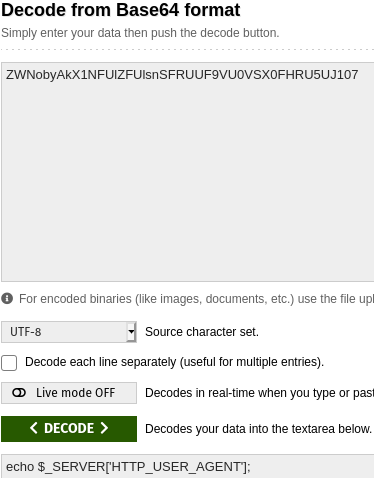 Decode from Base64 format
Simply enter your data then push the decode button.
ZWNobyAkX1NFUlZFUlsnSFRUUF9VU0VSX0FHRU5UJ107
For encoded binaries (like images, documents, etc.) use the file upl
UTF-8 Source character set.
Decode each line separately (useful for multiple entries).
Live mode OFF Decodes in real-time when you type or past
< DECODE > Decodes your data into the textarea below.
echo $_SERVER['HTTP_USER_AGENT'];